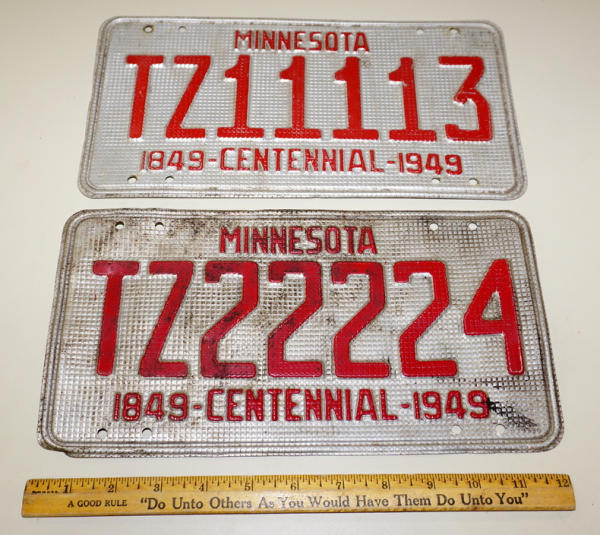 MINNESOTA
TZ11113
1849-CENTENNIAL-1949
MINNESOTA
TZ22224
1849-CENTENNIAL-1949
1 2 3 4 5 6 7 8 9 10 11 12
A GOOD RULE "Do Unto Others As You Would Have Them Do Unto You"